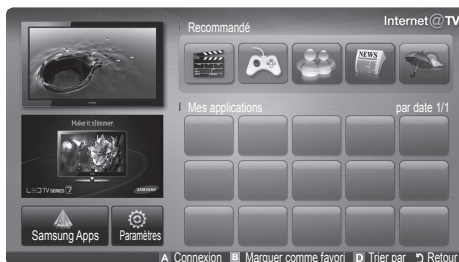 Internet@TV
Recommandé
NEWS
Mes applications par date 1/1
Make it slimmer.
LED TV SERIES 7 SAMSUNG
Samsung Apps Paramètres
A Connexion B Marquer comme favori D Trier par Retour